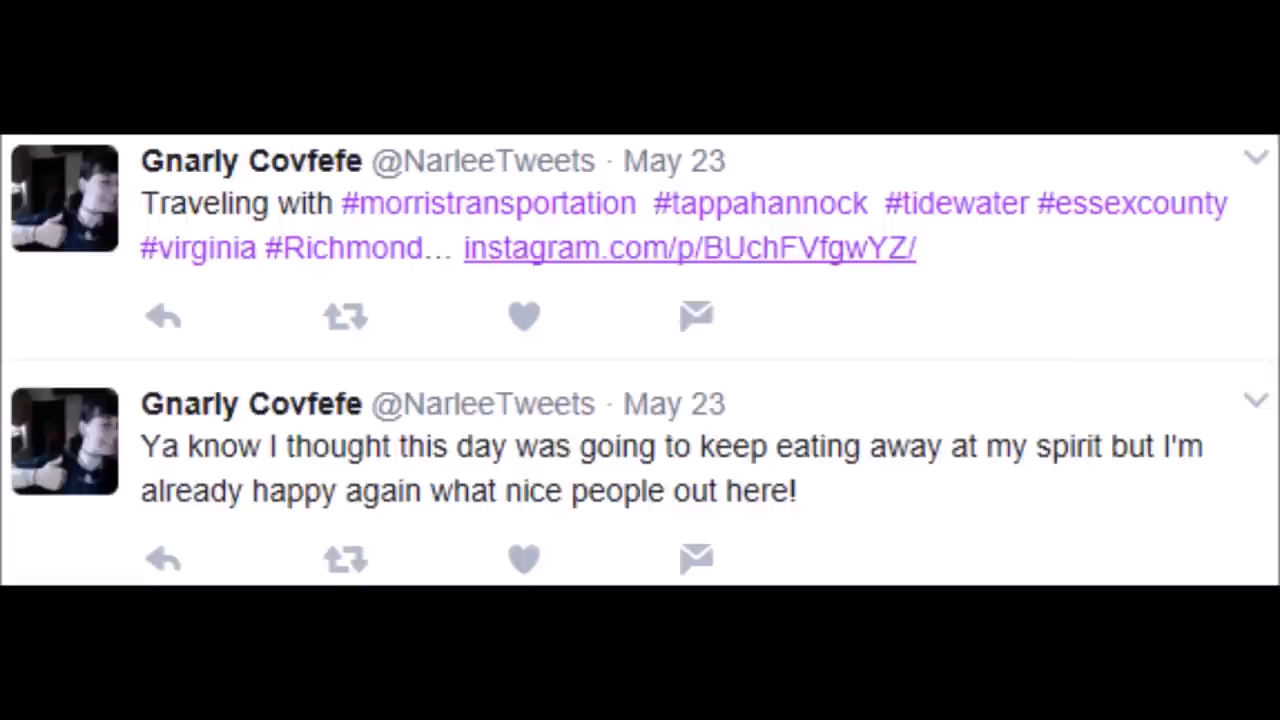 Gnarly Covfefe @NarleeTweets · May 23
Traveling with #morristransportation #tappahannock #tidewater #essexcounty
#virginia #Richmond… instagram.com/p/BUchFVfgwYZ/
Gnarly Covfefe @NarleeTweets · May 23
Ya know I thought this day was going to keep eating away at my spirit but I'm
already happy again what nice people out here!